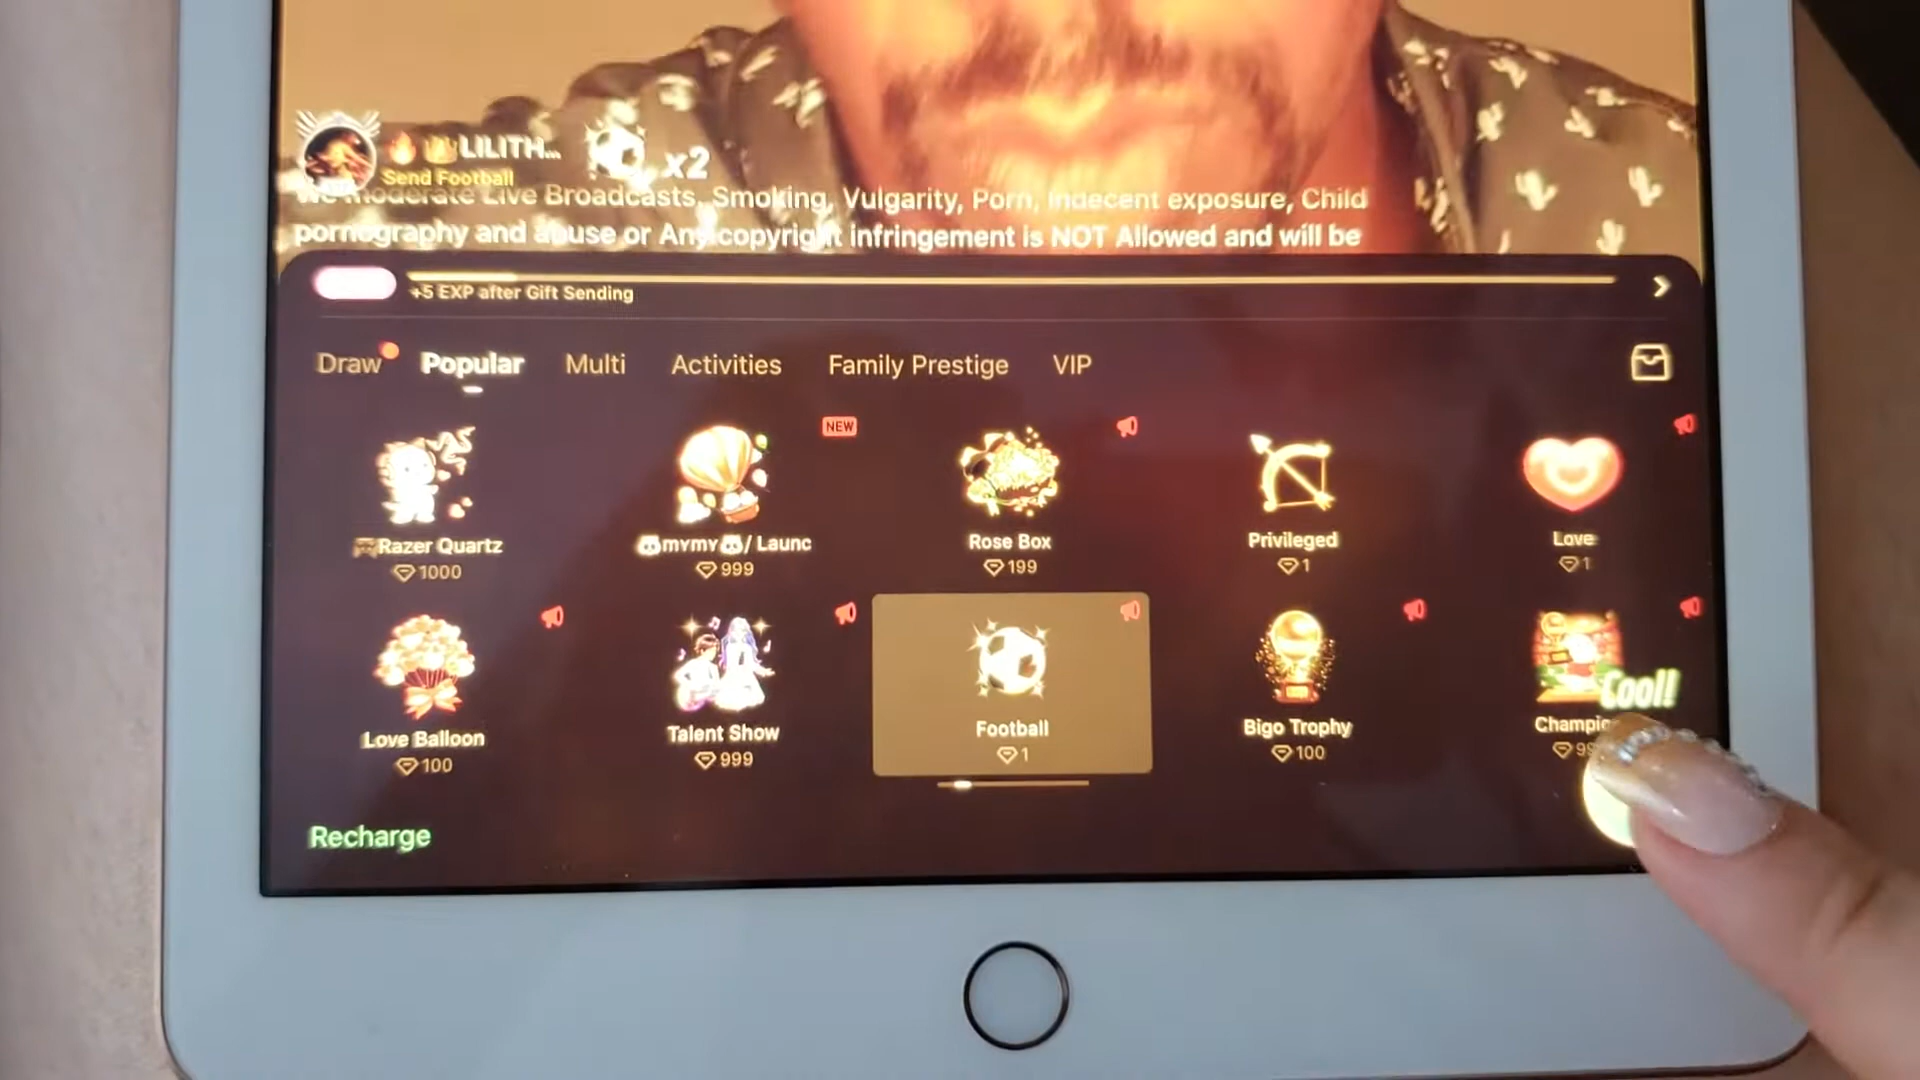 LILITH...
x2
Send Football
We moderate Live Broadcasts, Smoking, Vulgarity, Porn, Indecent exposure, Child
pornography and abuse or Any copyright infringement is NOT Allowed and will be
+5 EXP after Gift Sending
Draw Popular Multi Activities Family Prestige VIP
NEW
Razer Quartz
mʏmʏ / Launc
Rose Box
Privileged
Love
1000
999
199
1
1
Cool!
Love Balloon
Talent Show
Football
Bigo Trophy
100
999
1
100
Recharge